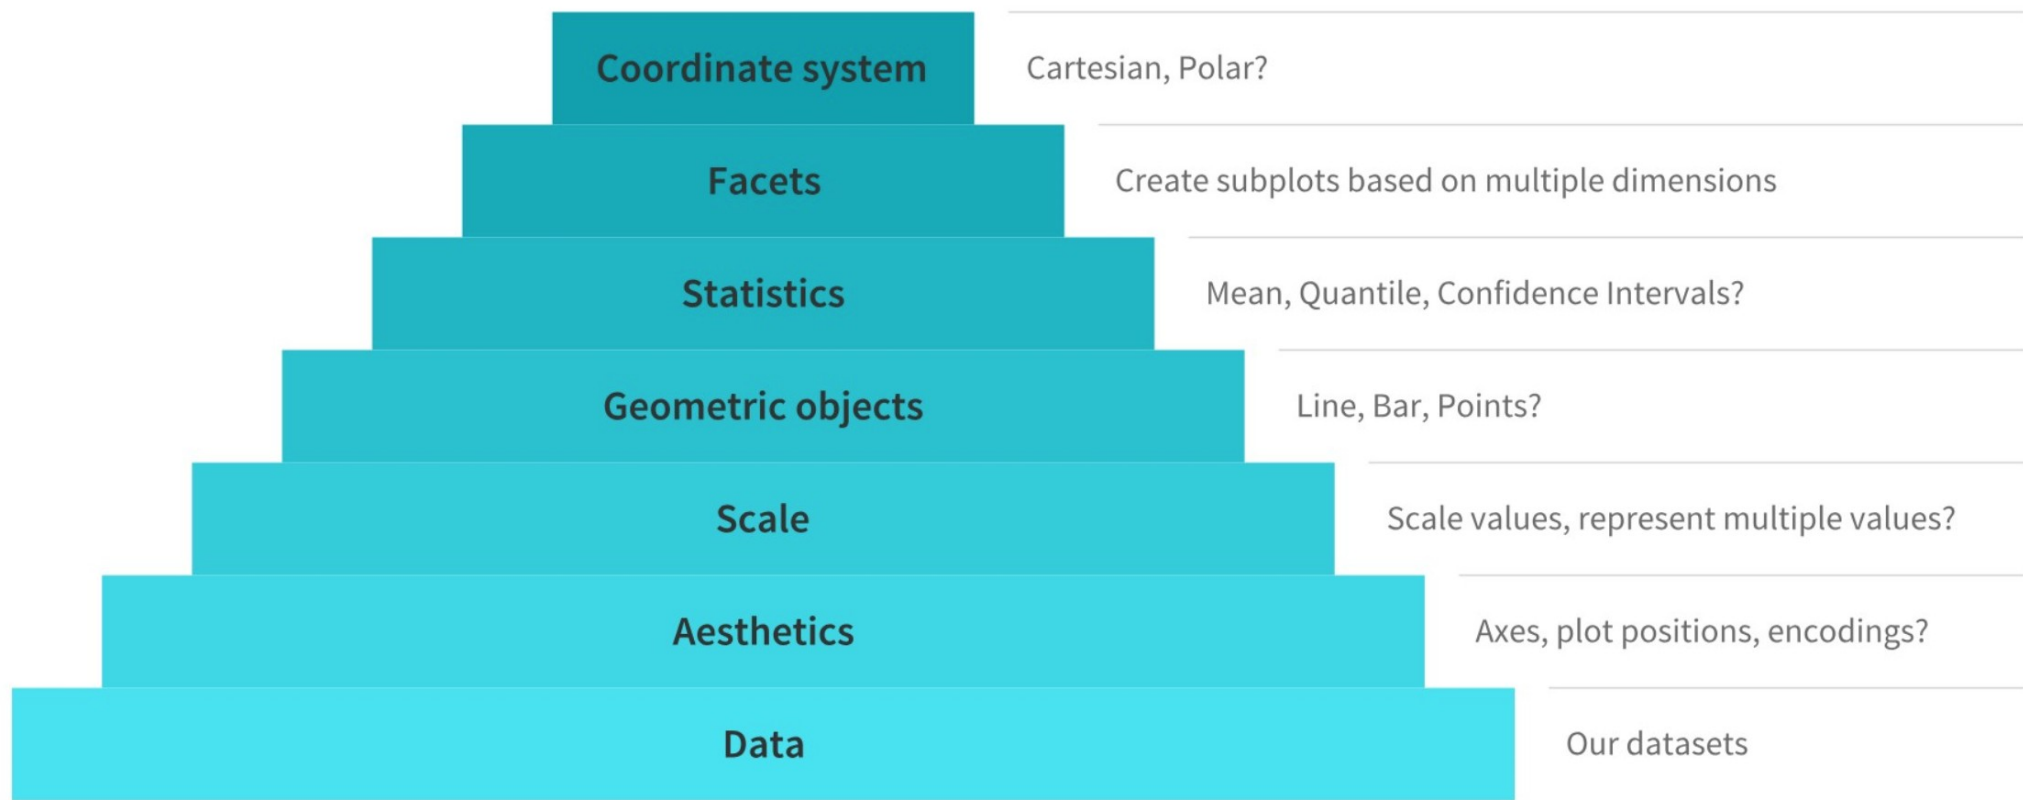 Coordinate system
Cartesian, Polar?
Facets
Create subplots based on multiple dimensions
Statistics
Mean, Quantile, Confidence Intervals?
Geometric objects
Line, Bar, Points?
Scale
Scale values, represent multiple values?
Aesthetics
Axes, plot positions, encodings?
Data
Our datasets